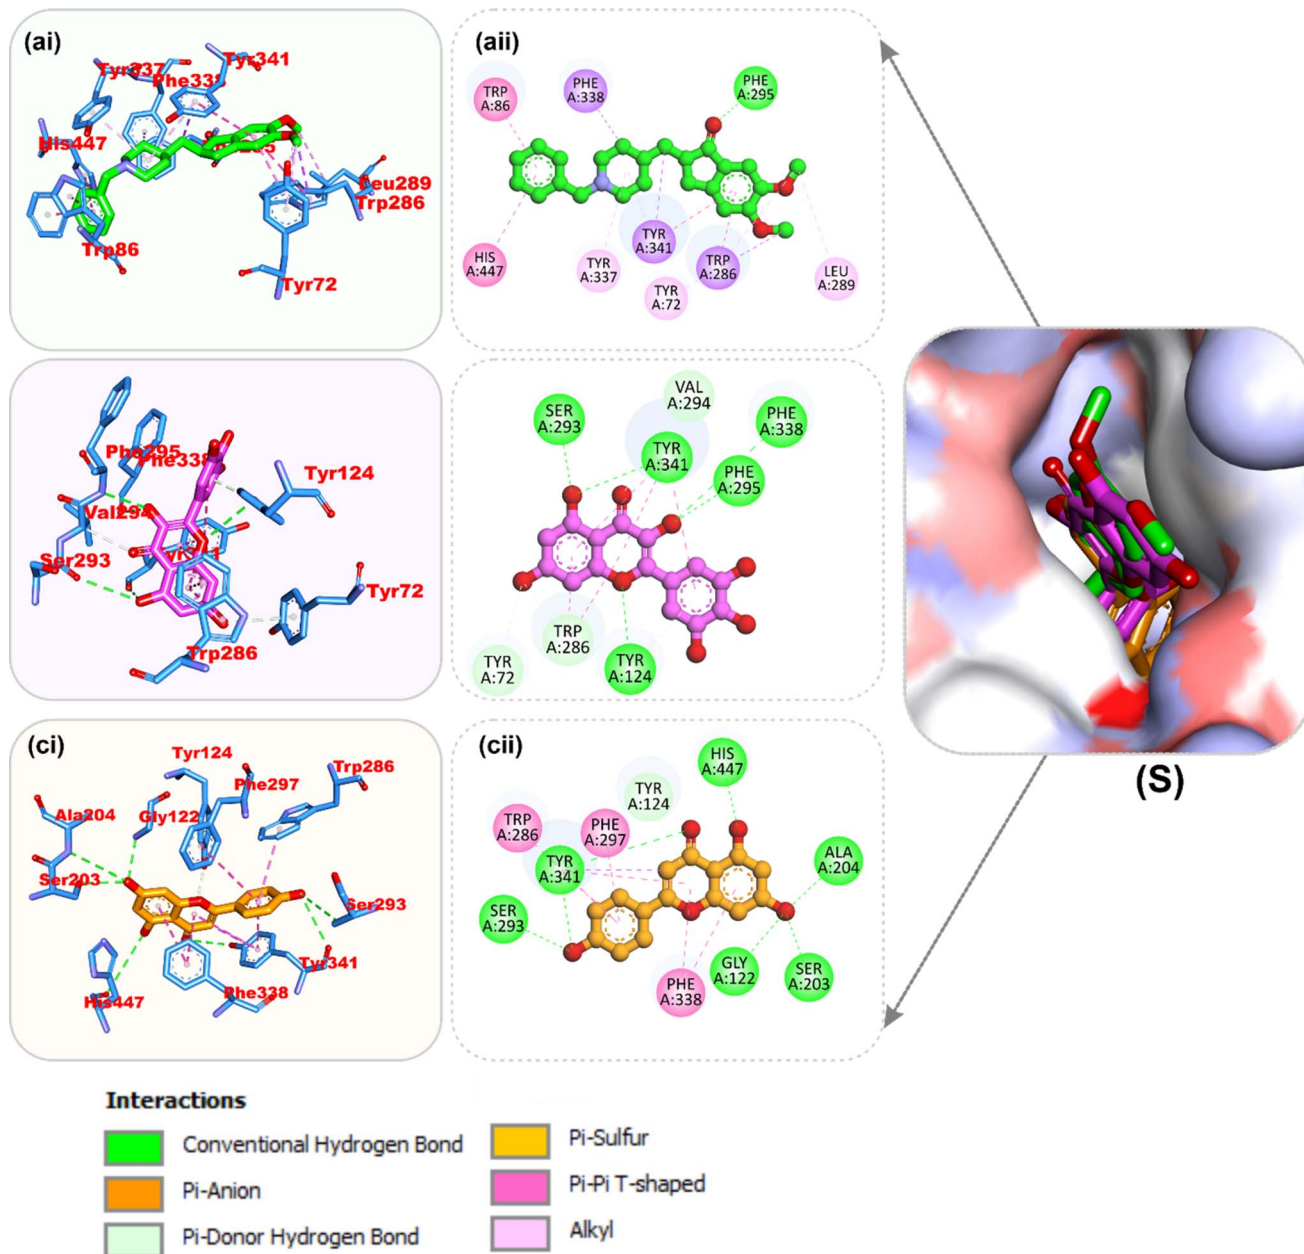 (ai)
Tyr337
Phe338
Tyr341
His447
Leu289
Trp286
Trp86
Tyr72
(aii)
TRP
A:86
PHE
A:338
PHE
A:295
HIS
A:447
TYR
A:337
TYR
A:341
TYR
A:72
TRP
A:286
LEU
A:289
Phe295
Phe338
Tyr124
Val294
Ser293
Tyr72
Trp286
SER
A:293
VAL
A:294
TYR
A:341
PHE
A:338
PHE
A:295
TYR
A:72
TRP
A:286
TYR
A:124
(S)
(ci)
Tyr124
Phe297
Trp286
Ala204
Gly122
Ser203
Ser293
Tyr341
His447
Phe338
(cii)
HIS
A:447
TYR
A:124
TRP
A:286
PHE
A:297
TYR
A:341
ALA
A:204
SER
A:293
PHE
A:338
GLY
A:122
SER
A:203
Interactions
Conventional Hydrogen Bond
Pi-Anion
Pi-Donor Hydrogen Bond
Pi-Sulfur
Pi-Pi T-shaped
Alkyl